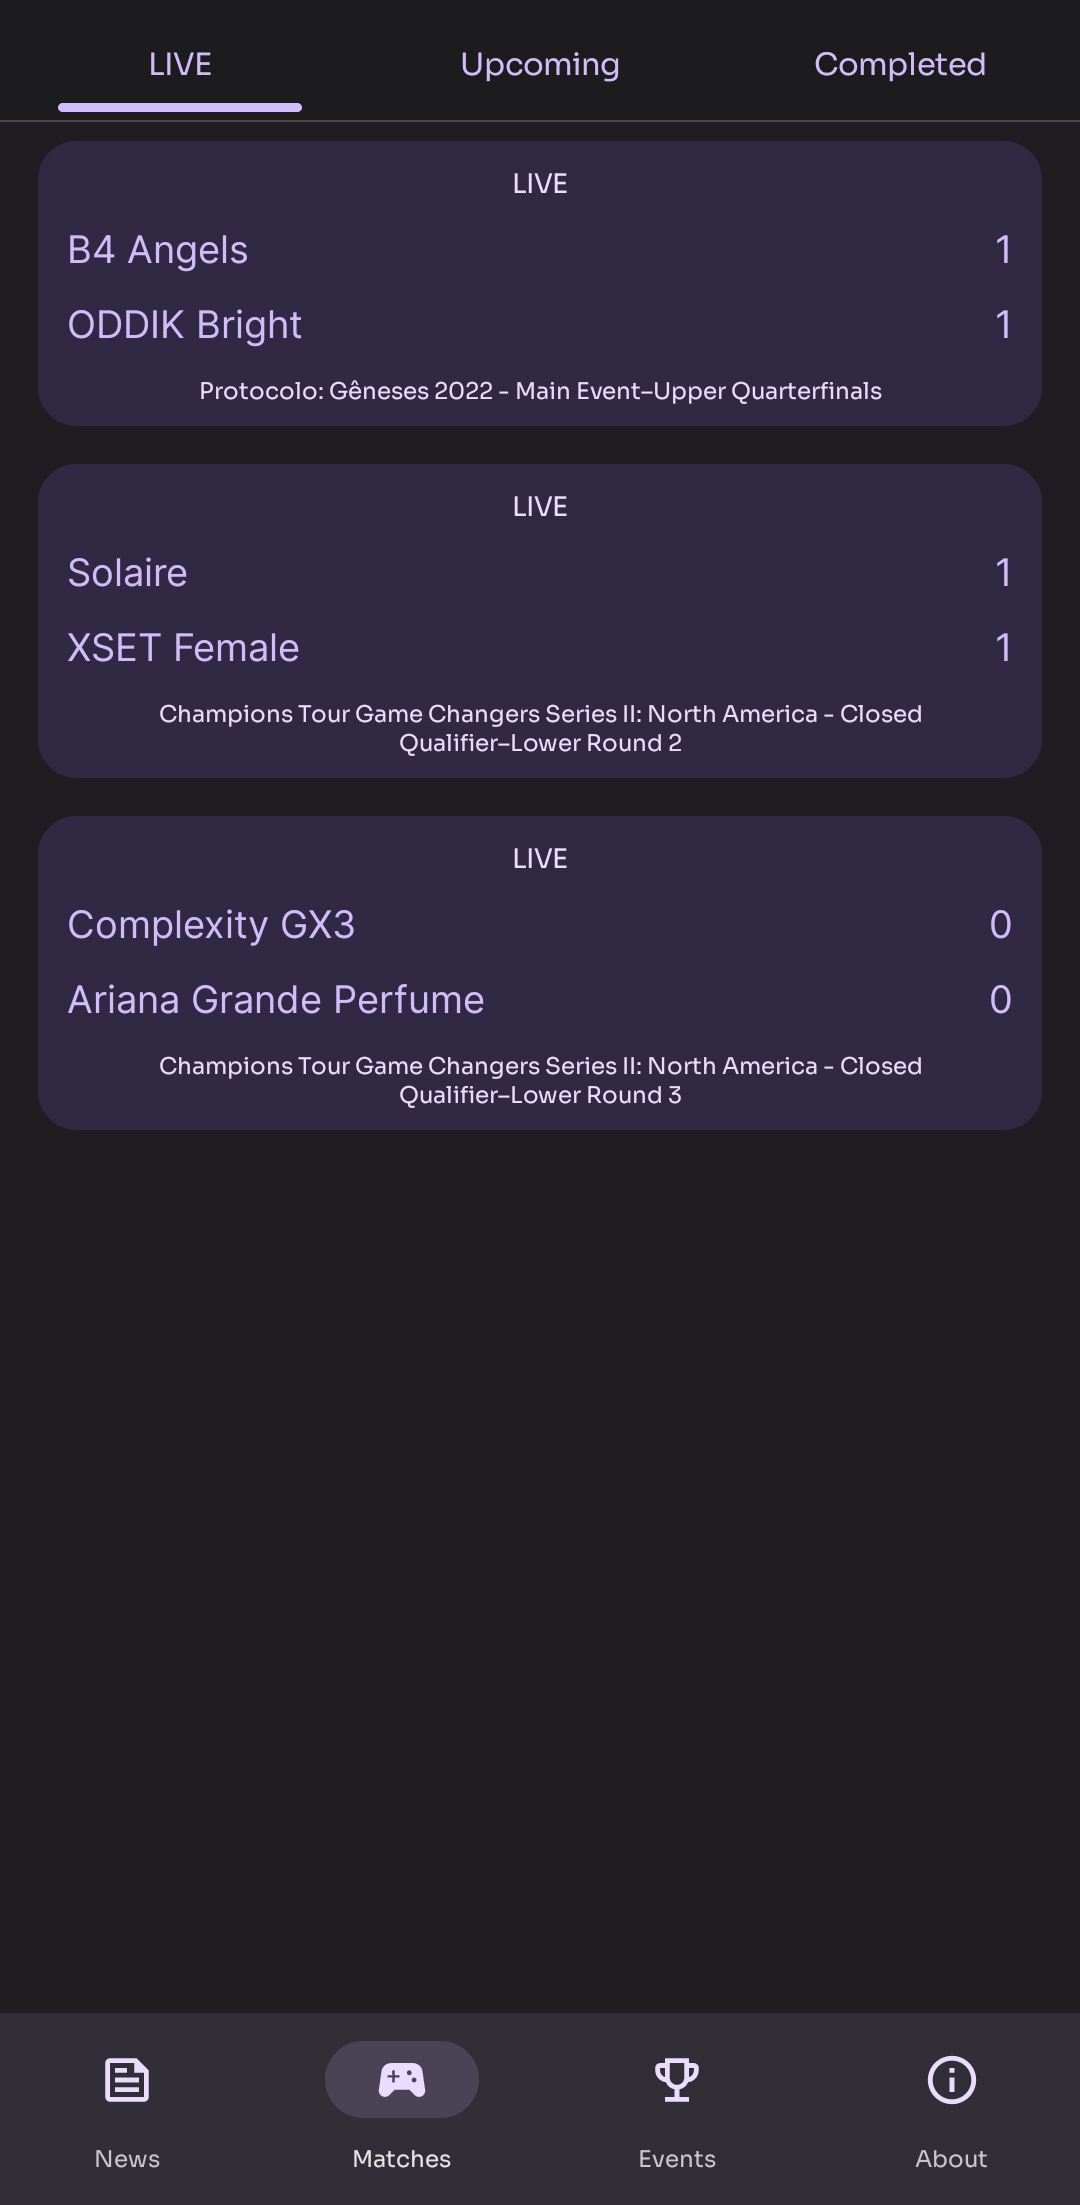 LIVE Upcoming Completed
LIVE
B4 Angels 1
ODDIK Bright 1
Protocolo: Gêneses 2022 - Main Event–Upper Quarterfinals
LIVE
Solaire 1
XSET Female 1
Champions Tour Game Changers Series II: North America - Closed
Qualifier–Lower Round 2
LIVE
Complexity GX3 0
Ariana Grande Perfume 0
Champions Tour Game Changers Series II: North America - Closed
Qualifier–Lower Round 3
News Matches Events About